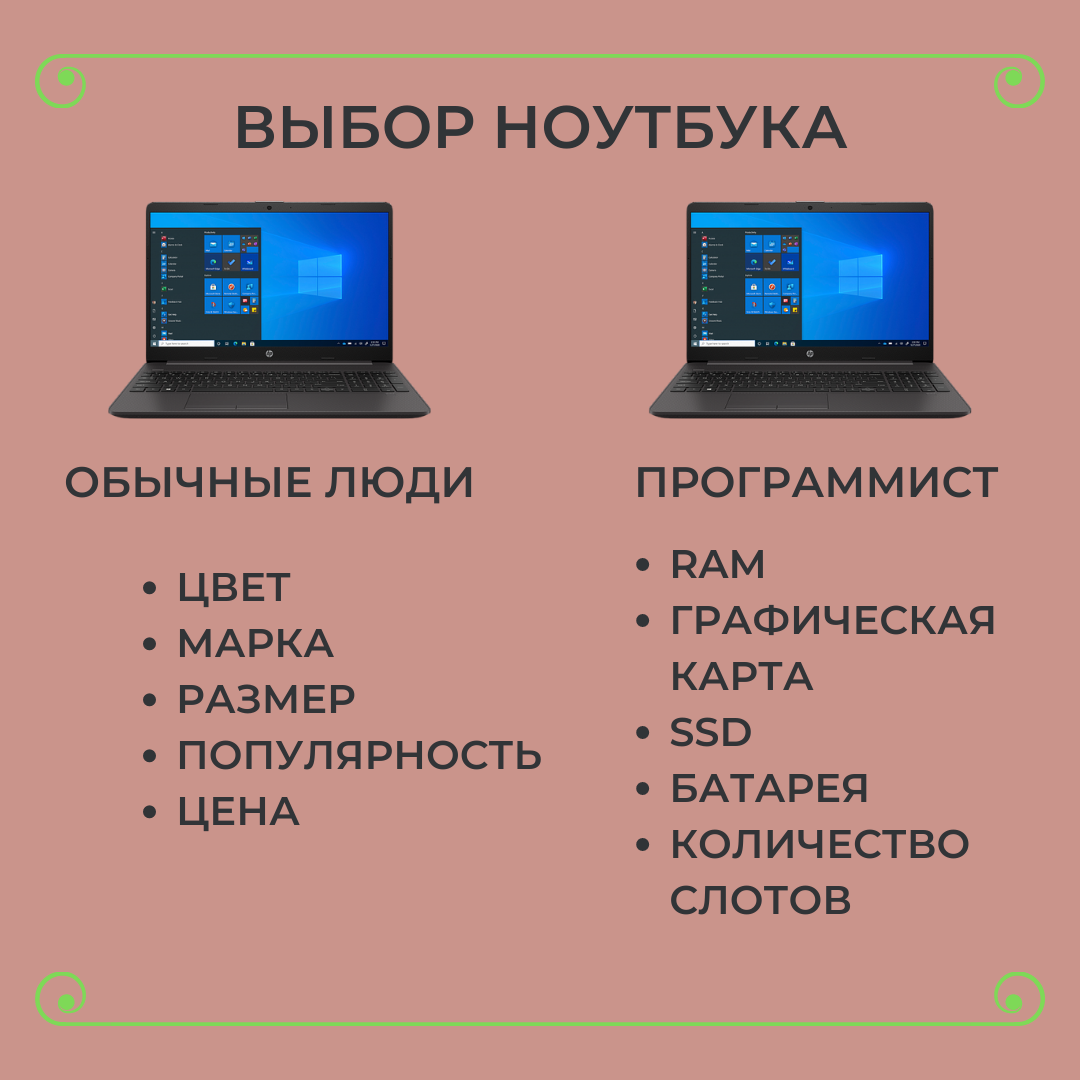 ВЫБОР НОУТБУКА
ОБЫЧНЫЕ ЛЮДИ
• ЦВЕТ
• МАРКА
• РАЗМЕР
• ПОПУЛЯРНОСТЬ
• ЦЕНА
ПРОГРАММИСТ
• RAM
• ГРАФИЧЕСКАЯ
КАРТА
• SSD
• БАТАРЕЯ
• КОЛИЧЕСТВО
СЛОТОВ